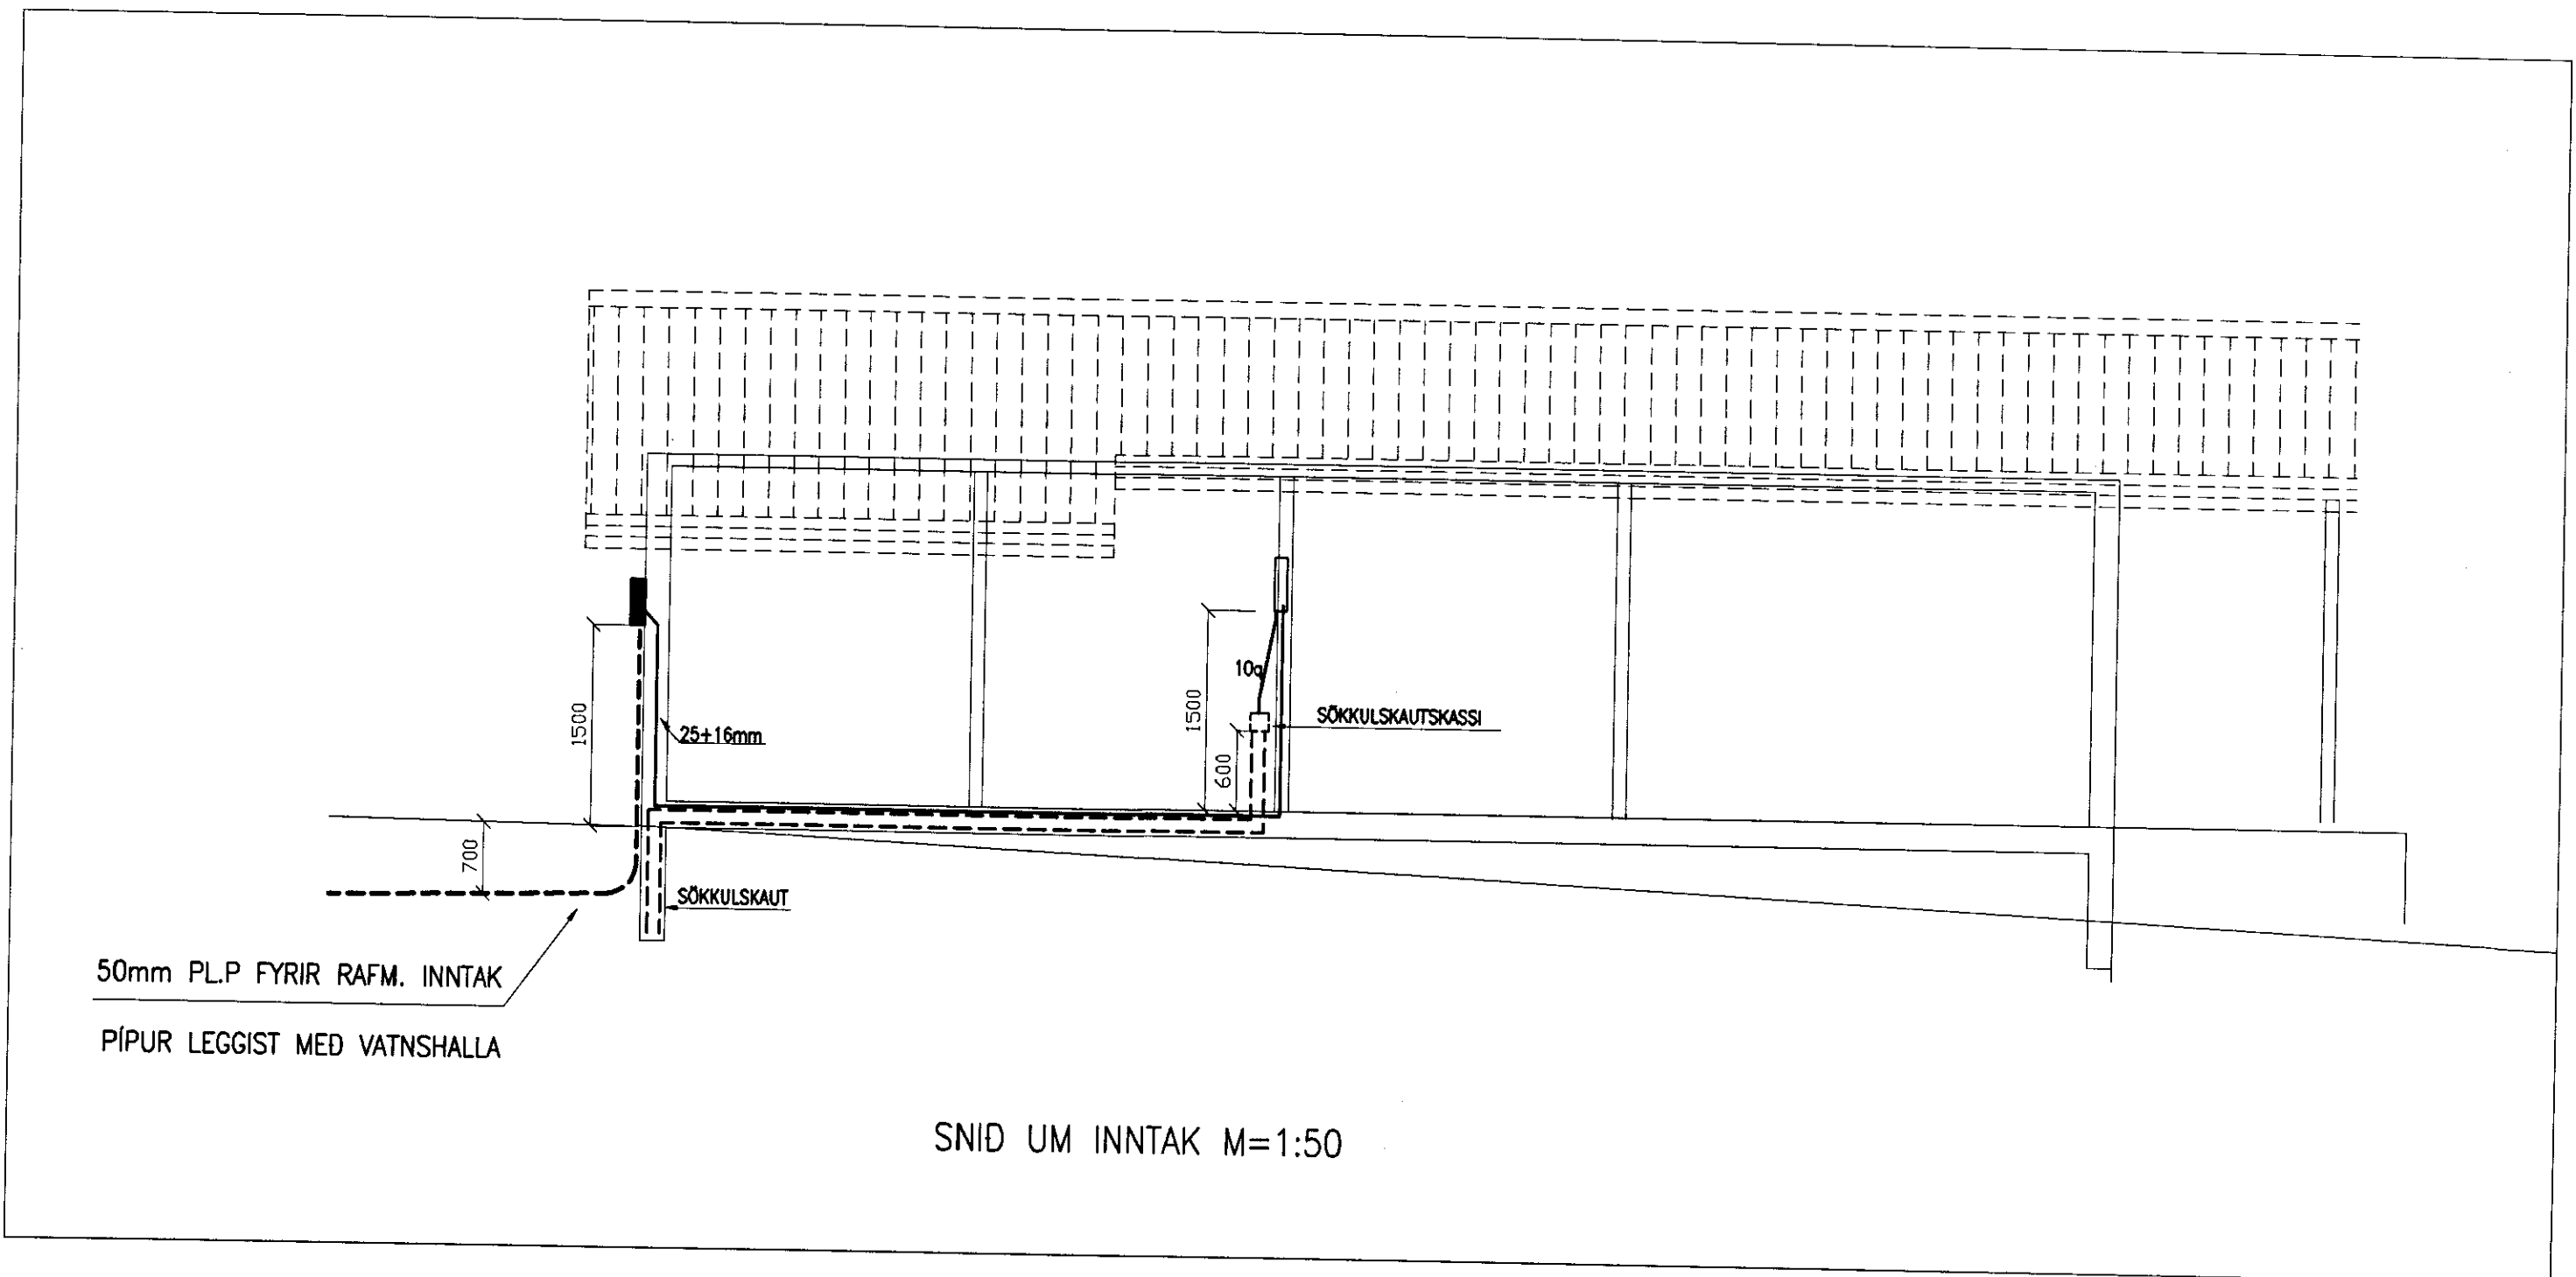 1500
25+16mm
700
SÖKKULSKAUT
1500
10q
600
SÖKKULSKAUTSKASSI
50mm PL.P FYRIR RAFM. INNTAK
PÍPUR LEGGIST MEÐ VATNSHALLA
SNIÐ UM INNTAK M=1:50